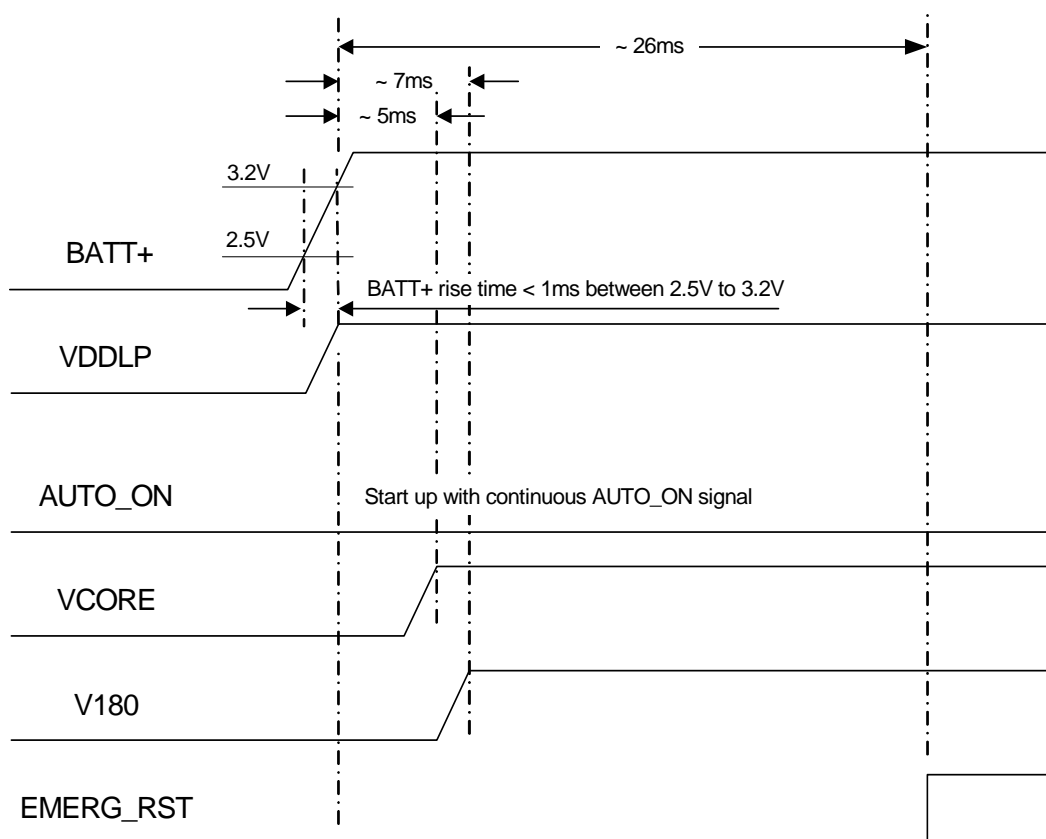 ~ 26ms
~ 7ms
~ 5ms
3.2V
2.5V
BATT+
BATT+ rise time < 1ms between 2.5V to 3.2V
VDDLP
AUTO_ON
Start up with continuous AUTO_ON signal
VCORE
V180
EMERG_RST